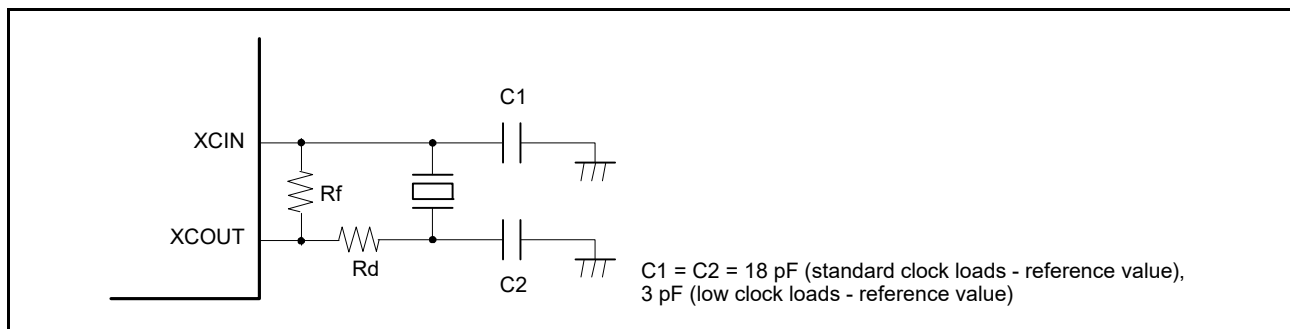 C1
XCIN
Rf
XCOUT
Rd
C2
C1 = C2 = 18 pF (standard clock loads - reference value),
3 pF (low clock loads - reference value)